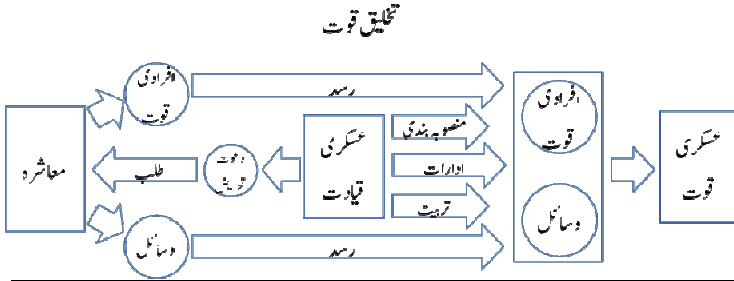 تخلیق قوت
افرادی
قوت
رسد
افرادی
قوت
منصوبہ بندی
عسکری
قیادت
عسکری
قوت
معاشرہ
طلب
دعوت
ادارات
تربیت
وسائل
رسد
وسائل